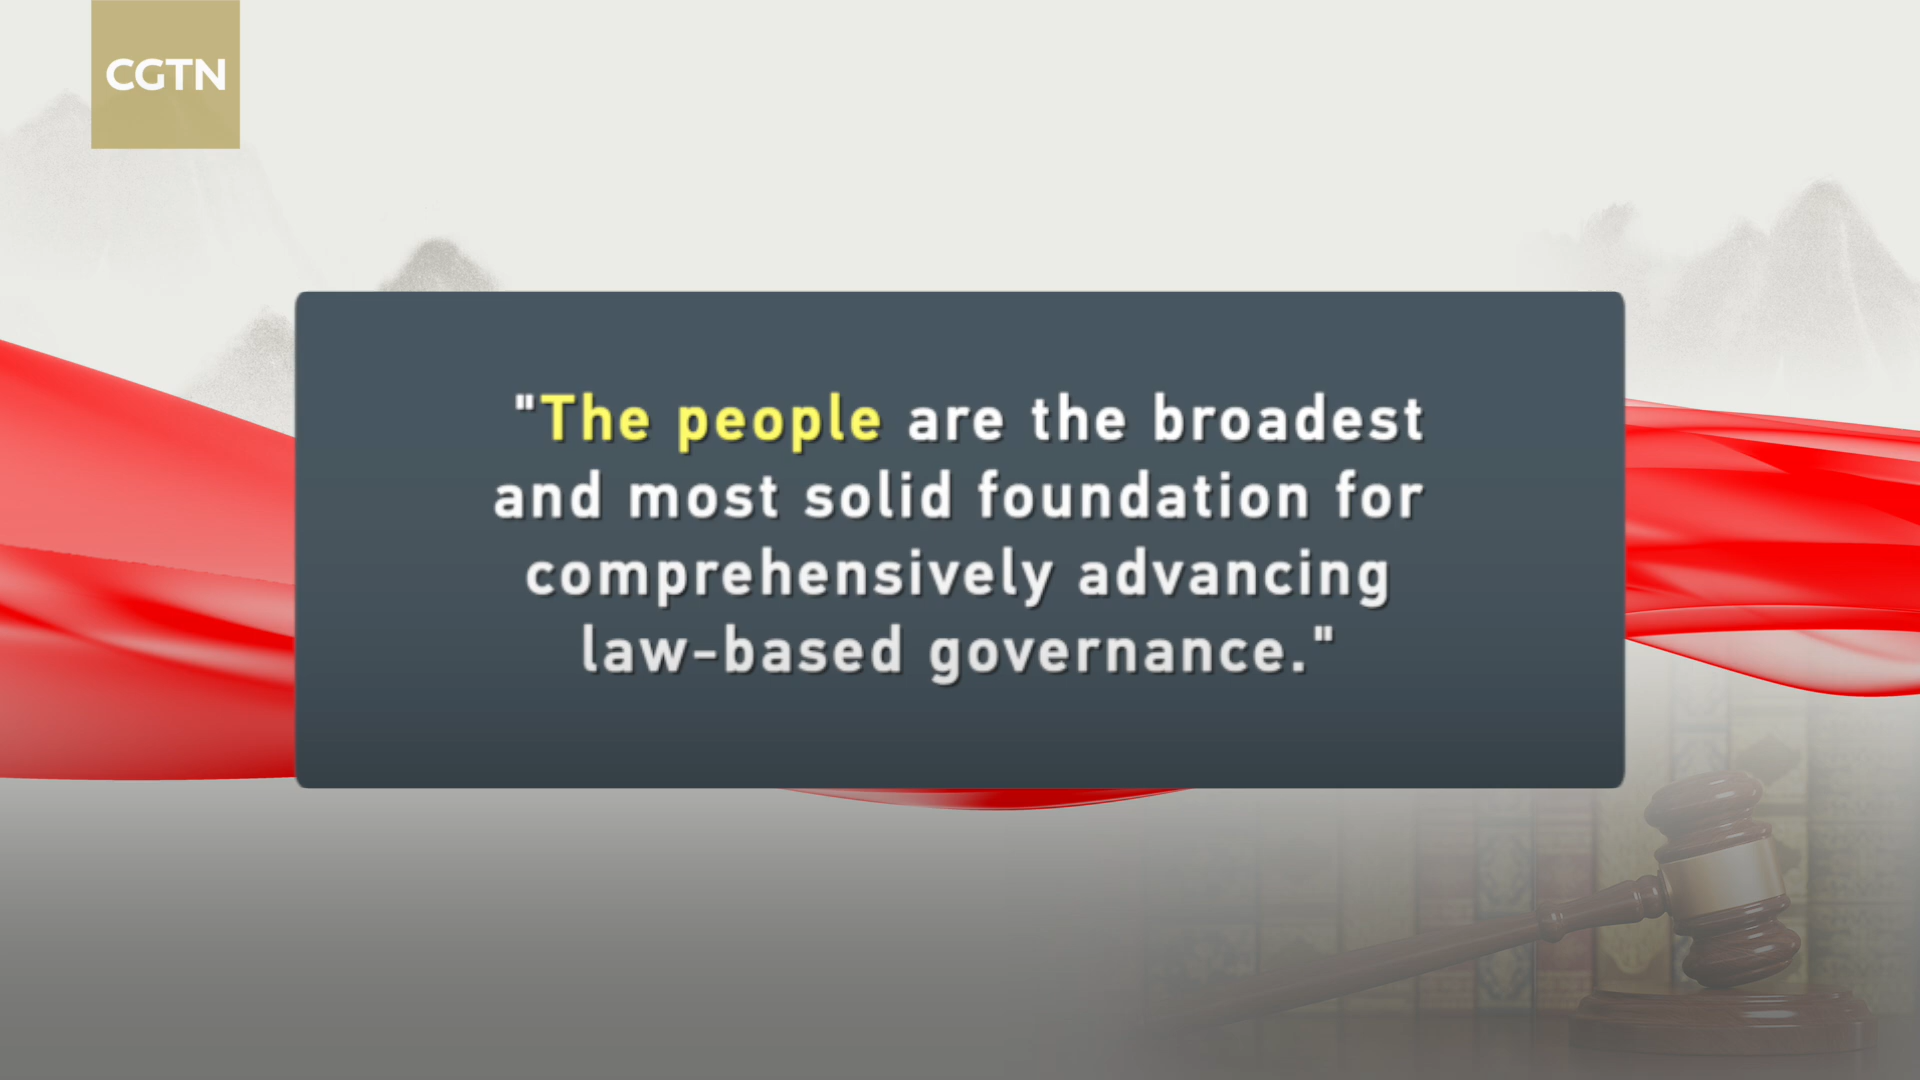 CGTN
"The people are the broadest
and most solid foundation for
comprehensively advancing
law-based governance."